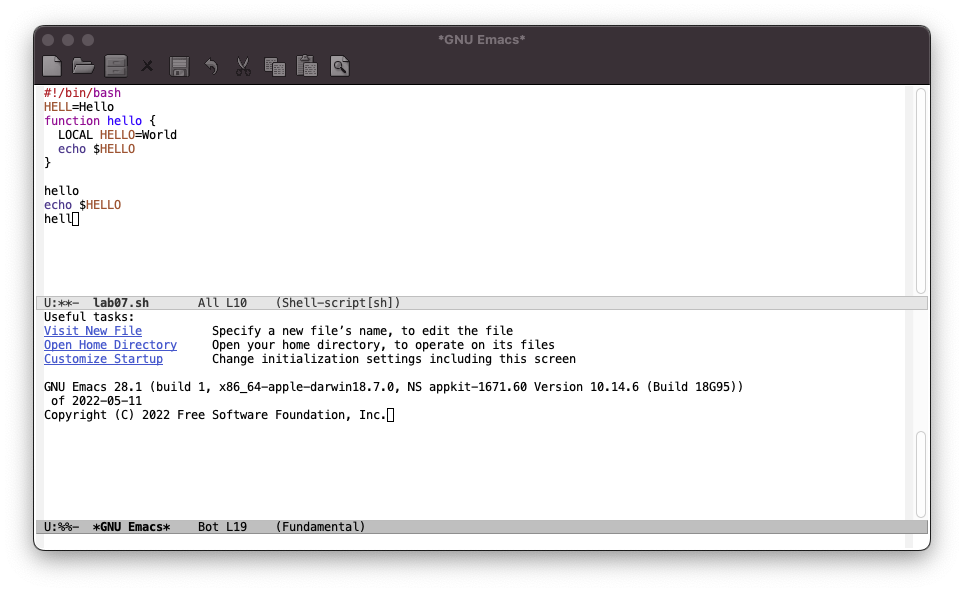 *GNU Emacs*
#!/bin/bash
HELL=Hello
function hello {
  LOCAL HELLO=World
  echo $HELLO
}
hello
echo $HELLO
hell
U:**-  lab07.sh       All L10    (Shell-script[sh])
Useful tasks:
Visit New File          Specify a new file’s name, to edit the file
Open Home Directory     Open your home directory, to operate on its files
Customize Startup       Change initialization settings including this screen
GNU Emacs 28.1 (build 1, x86_64-apple-darwin18.7.0, NS appkit-1671.60 Version 10.14.6 (Build 18G95))
 of 2022-05-11
Copyright (C) 2022 Free Software Foundation, Inc.
U:%%-  *GNU Emacs*    Bot L19    (Fundamental)